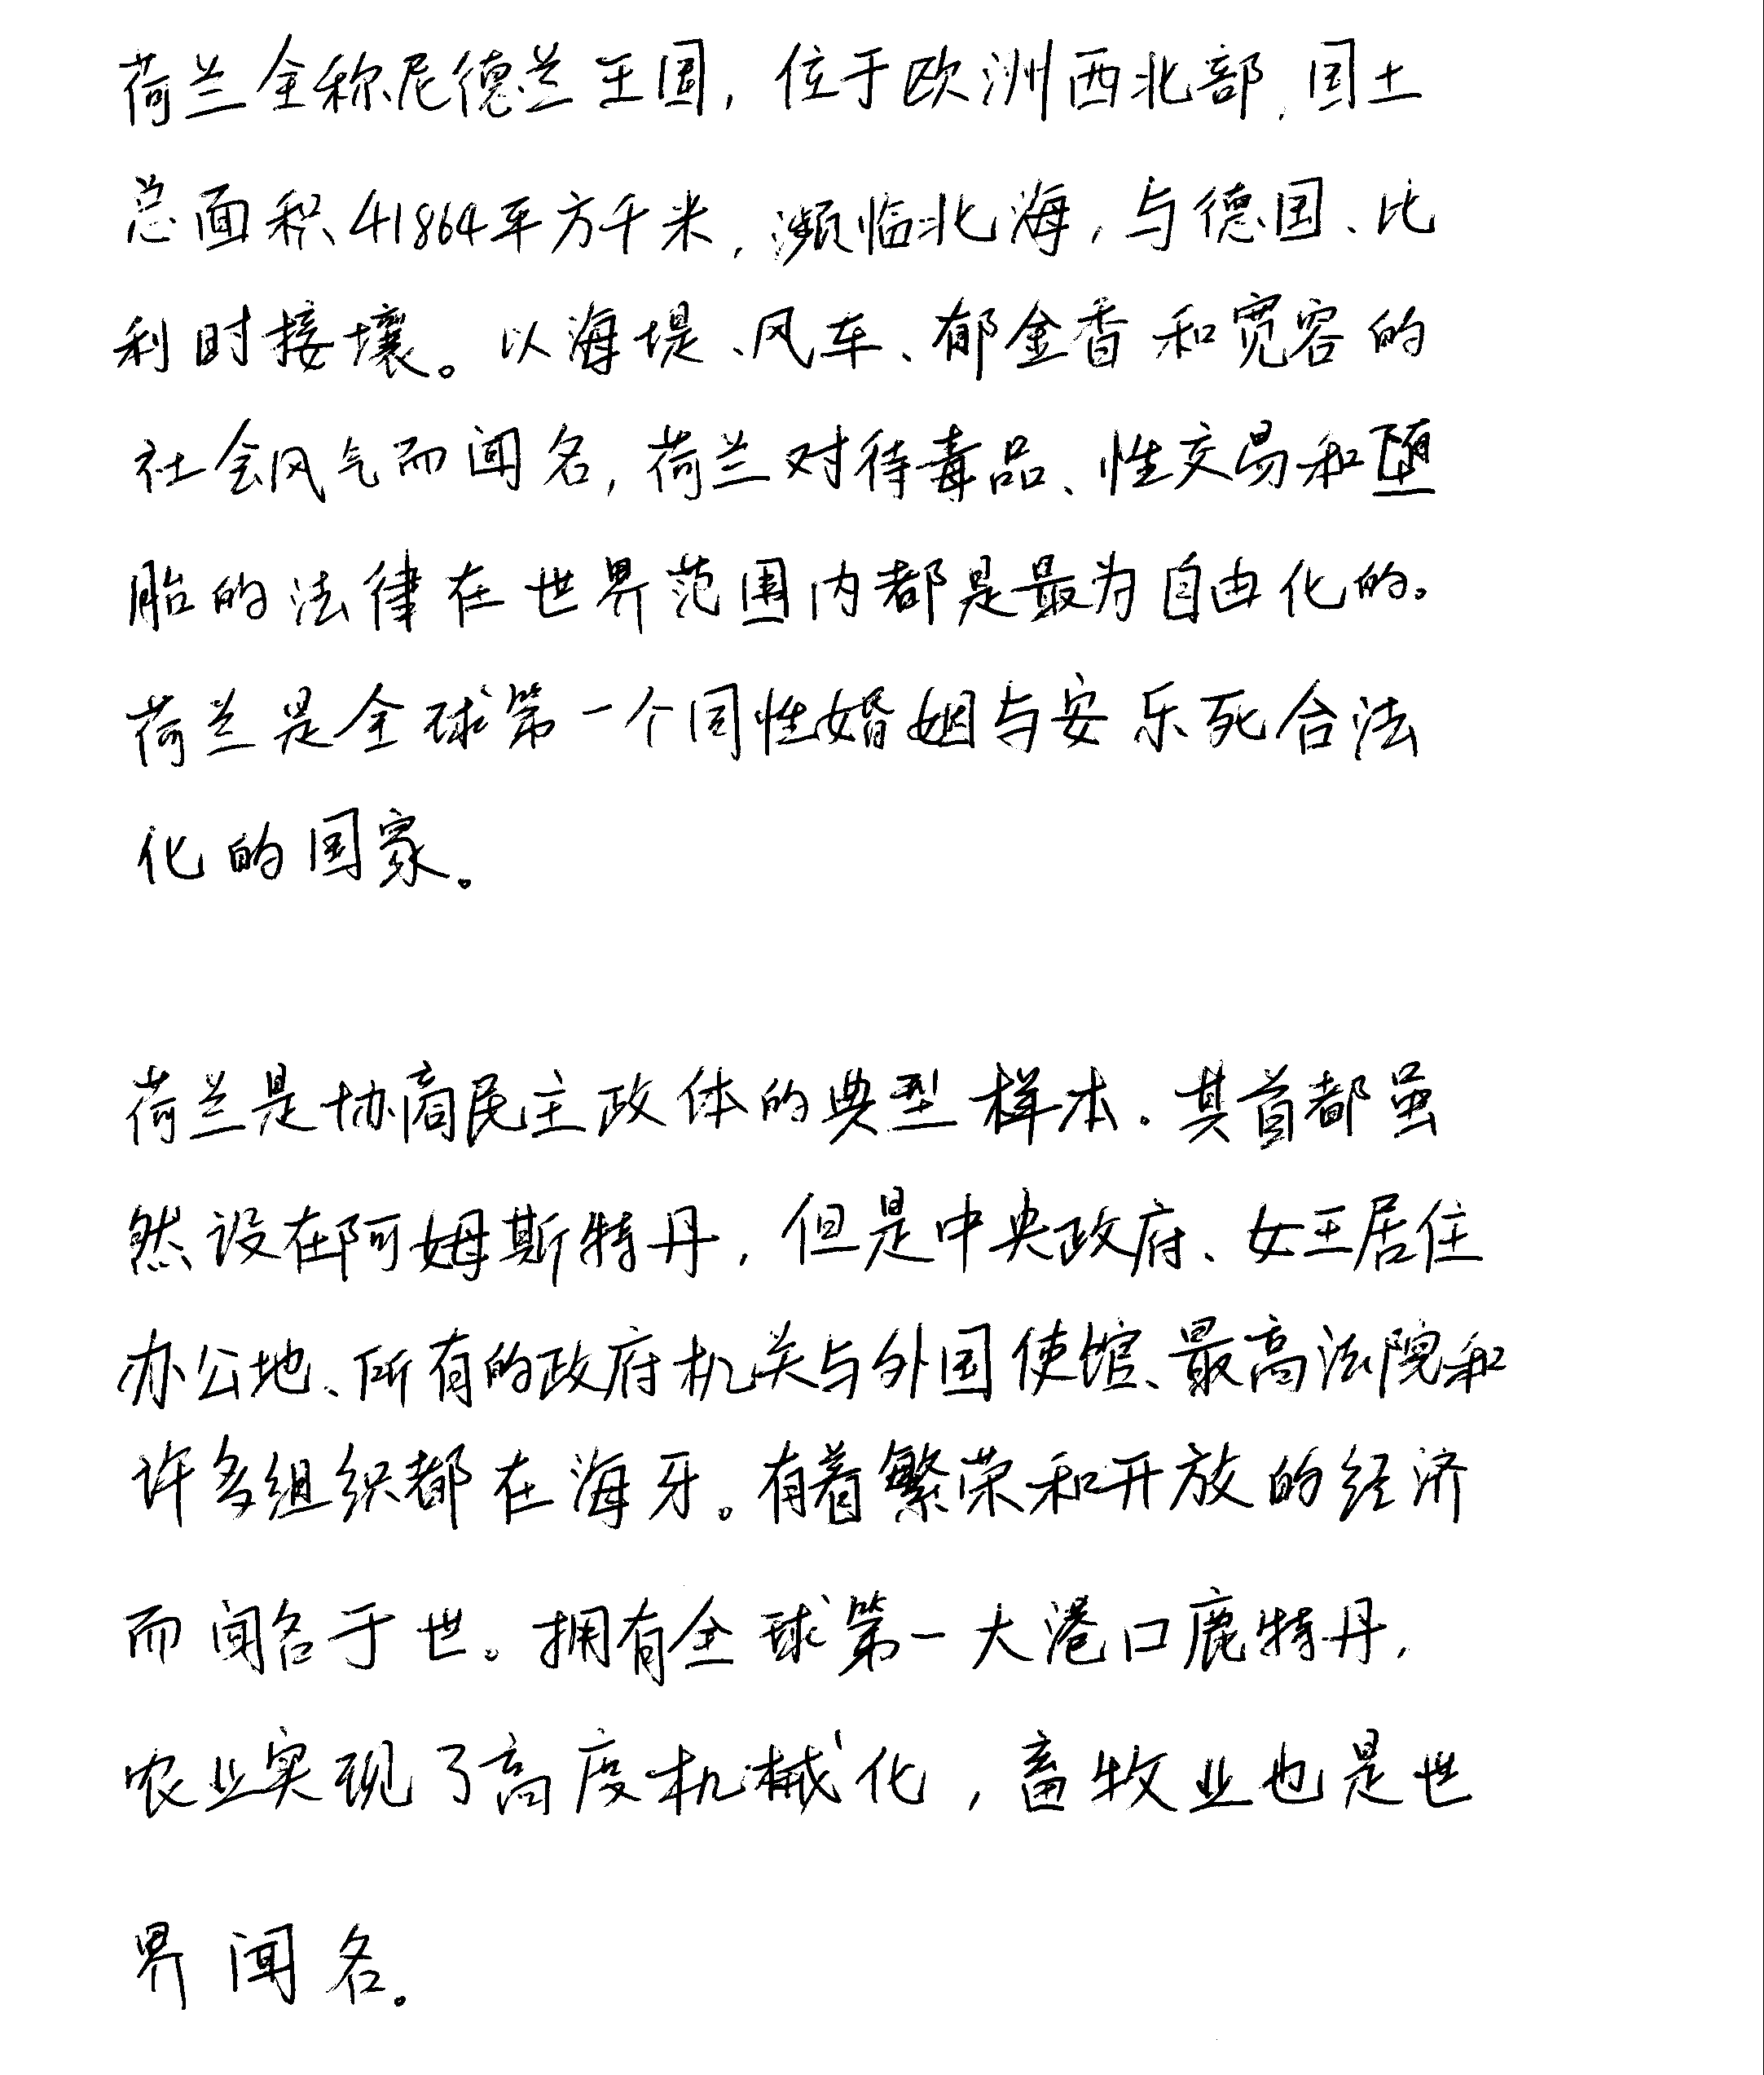 荷兰全称尼德兰王国，位于欧洲西北部，国土
总面积41864平方千米，濒临北海，与德国、比
利时接壤。以海堤、风车、郁金香和宽容的
社会风气而闻名，荷兰对待毒品、性交易和堕
胎的法律在世界范围内都是最为自由化的。
荷兰是全球第一个同性婚姻与安乐死合法
化的国家。
荷兰是协商民主政体的典型样本。其首都虽
然设在阿姆斯特丹，但是中央政府、女王居住
办公地、所有的政府机关与外国使馆、最高法院和
许多组织都在海牙。有着繁荣和开放的经济
而闻名于世。拥有全球第一大港口鹿特丹，
农业实现了高度机械化，畜牧业也是世
界闻名。